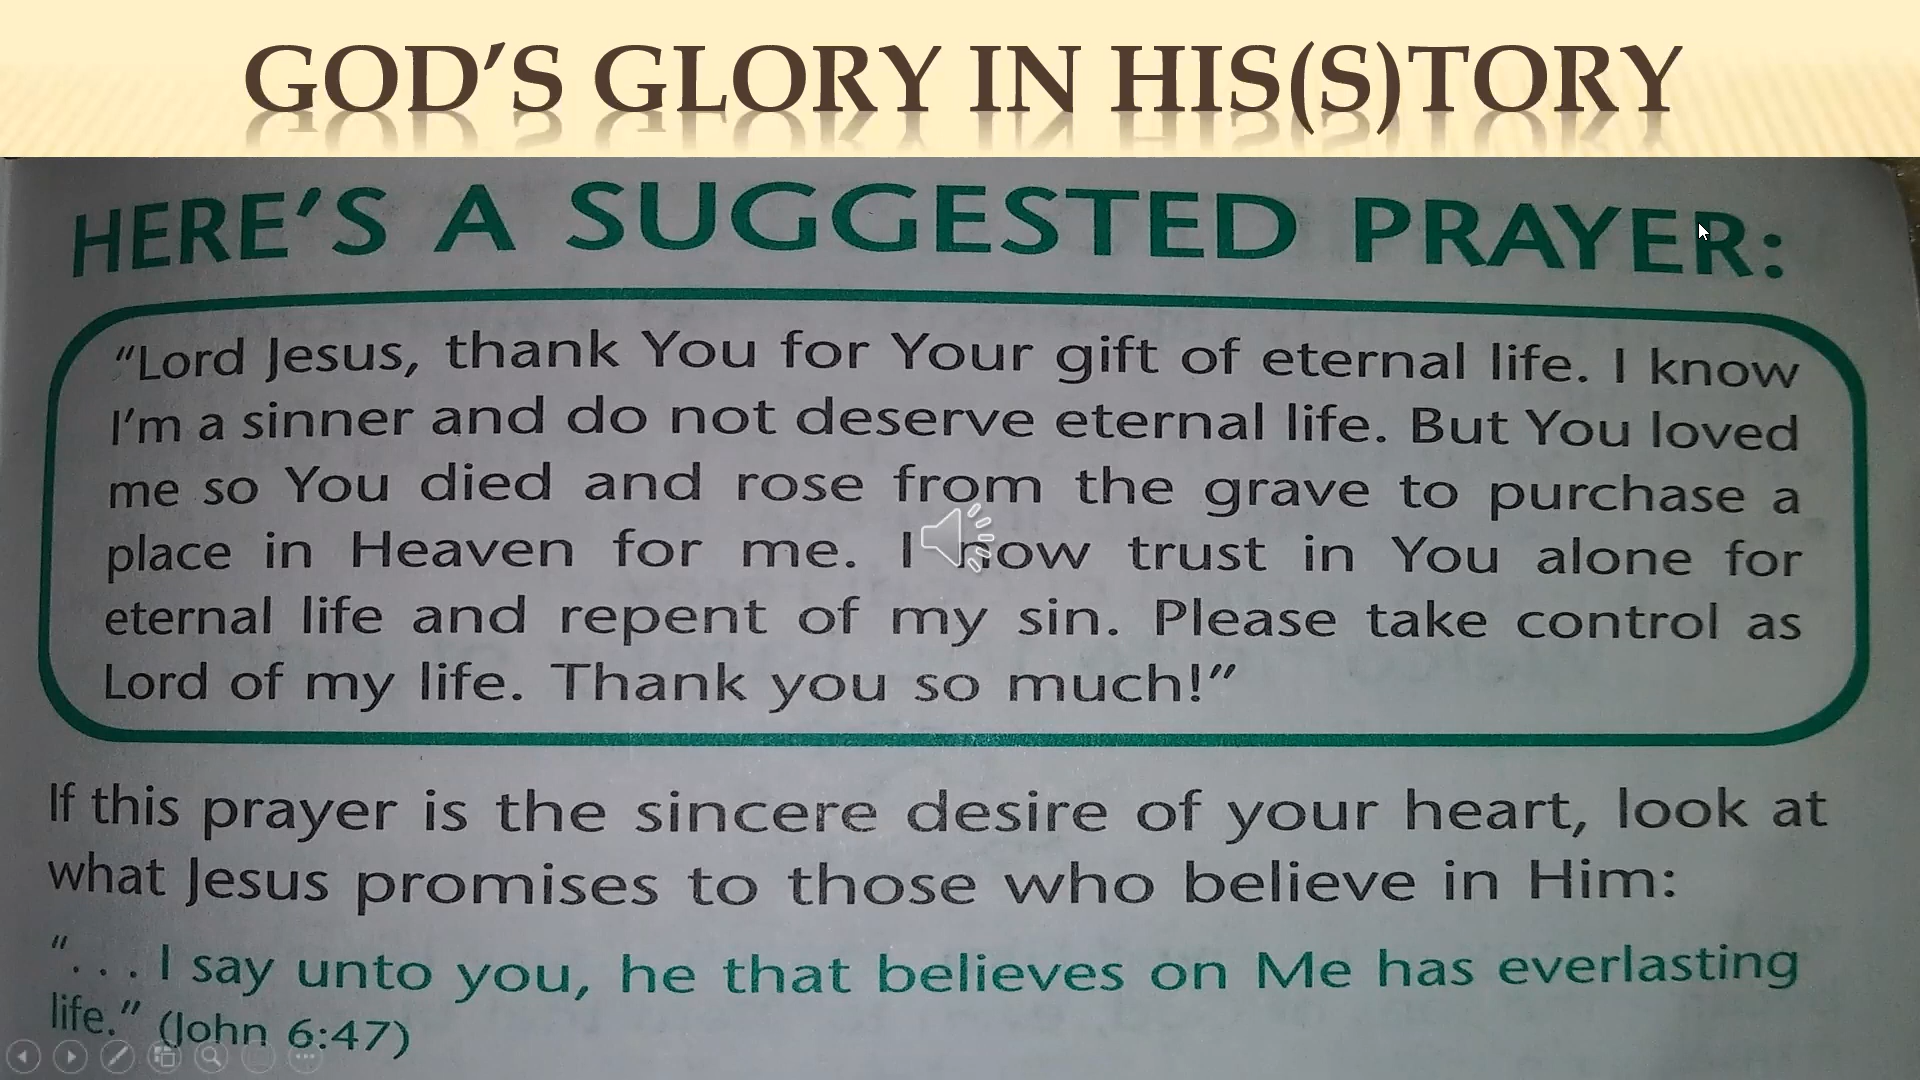 GOD’S GLORY IN HIS(S)TORY
HERE’S A SUGGESTED PRAYER:
“Lord Jesus, thank You for Your gift of eternal life. I know
I’m a sinner and do not deserve eternal life. But You loved
me so You died and rose from the grave to purchase a
place in Heaven for me. I now trust in You alone for
eternal life and repent of my sin. Please take control as
Lord of my life. Thank you so much!”
If this prayer is the sincere desire of your heart, look at
what Jesus promises to those who believe in Him:
“. . . I say unto you, he that believes on Me has everlasting
life.” (John 6:47)